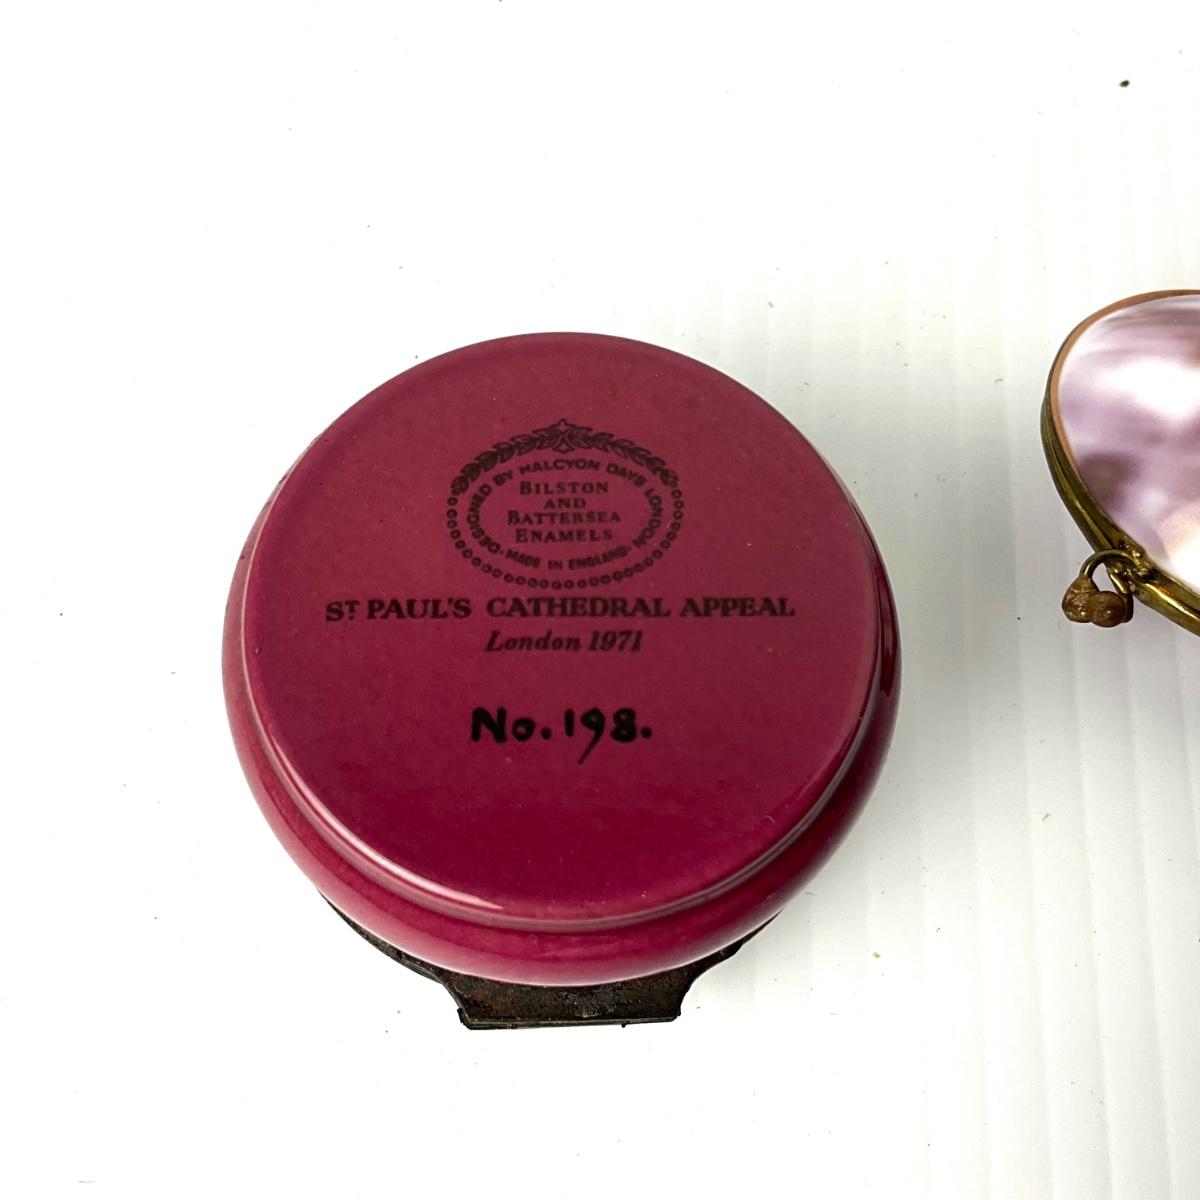 DESIGNED BY HALCYON DAYS LONDON
BILSTON
AND
BATTERSEA
ENAMELS
·MADE IN ENGLAND·
ST PAUL'S CATHEDRAL APPEAL
London 1971
No. 198.